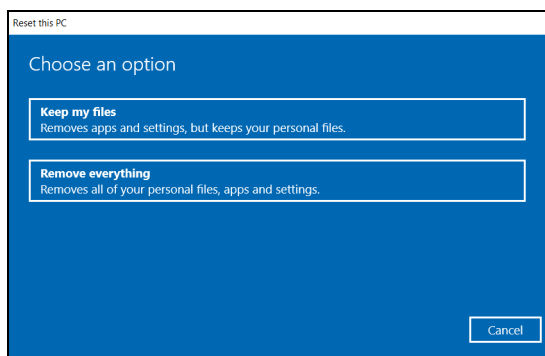 Reset this PC
Choose an option
Keep my files
Removes apps and settings, but keeps your personal files.
Remove everything
Removes all of your personal files, apps and settings.
Cancel